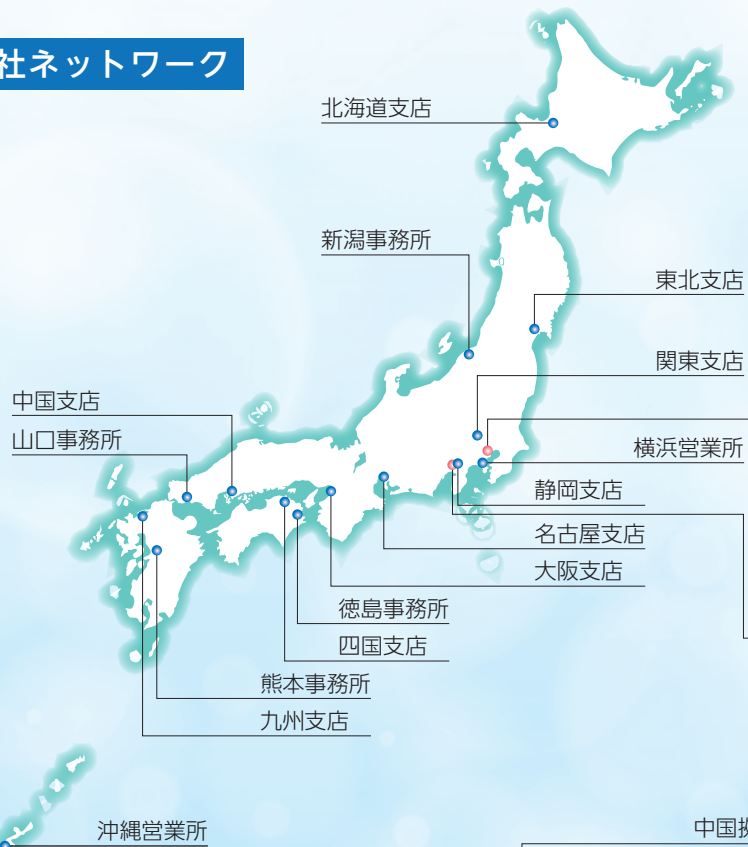 社ネットワーク
北海道支店
新潟事務所
東北支店
関東支店
中国支店
山口事務所
横浜営業所
静岡支店
名古屋支店
大阪支店
徳島事務所
四国支店
熊本事務所
九州支店
沖縄営業所
中国拠